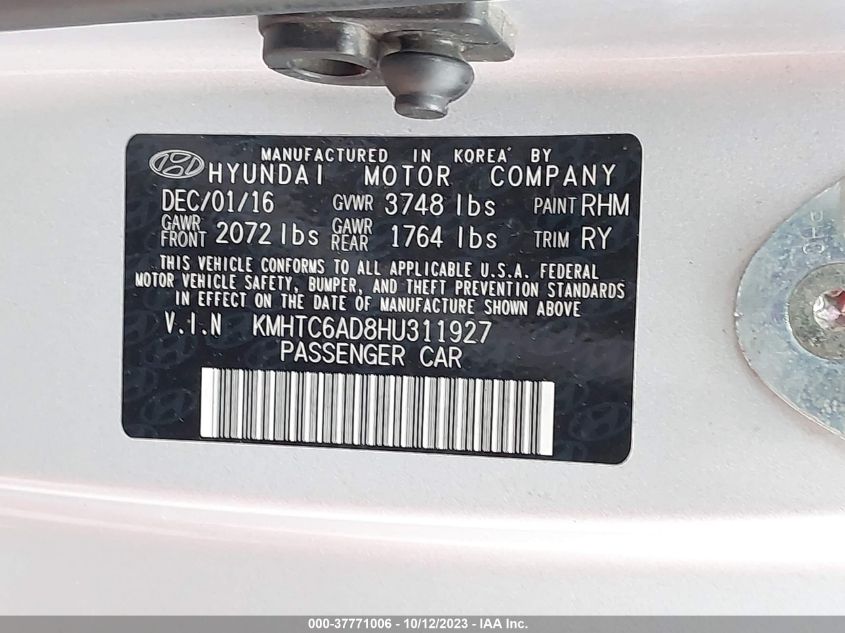 MANUFACTURED IN KOREA BY
HYUNDAI MOTOR COMPANY
DEC/01/16 GVWR 3748 lbs PAINT RHM
GAWR FRONT 2072 lbs GAWR REAR 1764 lbs TRIM RY
THIS VEHICLE CONFORMS TO ALL APPLICABLE U.S.A. FEDERAL
MOTOR VEHICLE SAFETY, BUMPER, AND THEFT PREVENTION STANDARDS
IN EFFECT ON THE DATE OF MANUFACTURE SHOWN ABOVE
V.I.N KMHTC6AD8HU311927
PASSENGER CAR
000-37771006 - 10/12/2023 - IAA Inc.